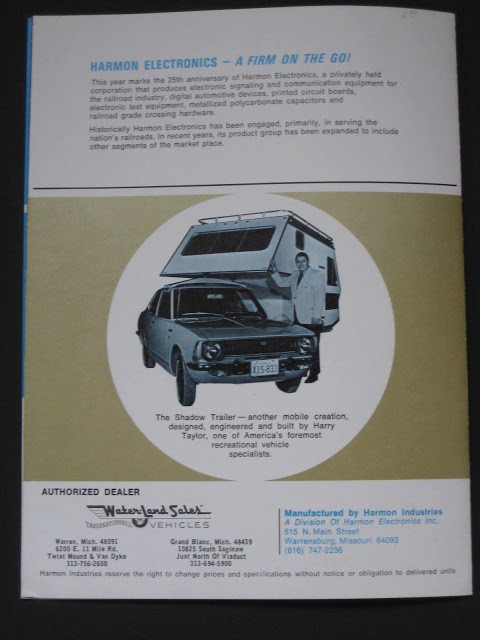 HARMON ELECTRONICS – A FIRM ON THE GO!
This year marks the 25th anniversary of Harmon Electronics, a privately held
corporation that produces electronic signaling and communication equipment for
the railroad industry, digital automotive devices, printed circuit boards,
electronic test equipment, metallized polycarbonate capacitors and
railroad grade crossing hardware.
Historically Harmon Electronics has been engaged, primarily, in serving the
nation's railroads. In recent years, its product group has been expanded to include
other segments of the market place.
XJS-833
The Shadow Trailer — another mobile creation,
designed, engineered and built by Harry
Taylor, one of America's foremost
recreational vehicle
specialists.
AUTHORIZED DEALER
WaterLand Sales
RECREATIONAL VEHICLES
Warren, Mich. 48091
6200 E. 11 Mile Rd.
Twixt Mound & Van Dyke
313-756-2600
Grand Blanc, Mich. 48439
10825 South Saginaw
Just North Of Viaduct
313-694-5900
Manufactured by Harmon Industries
A Division Of Harmon Electronics Inc.
515 N. Main Street
Warrensburg, Missouri 64093
(816) 747-2236
Harmon Industries reserve the right to change prices and specifications without notice or obligation to delivered units